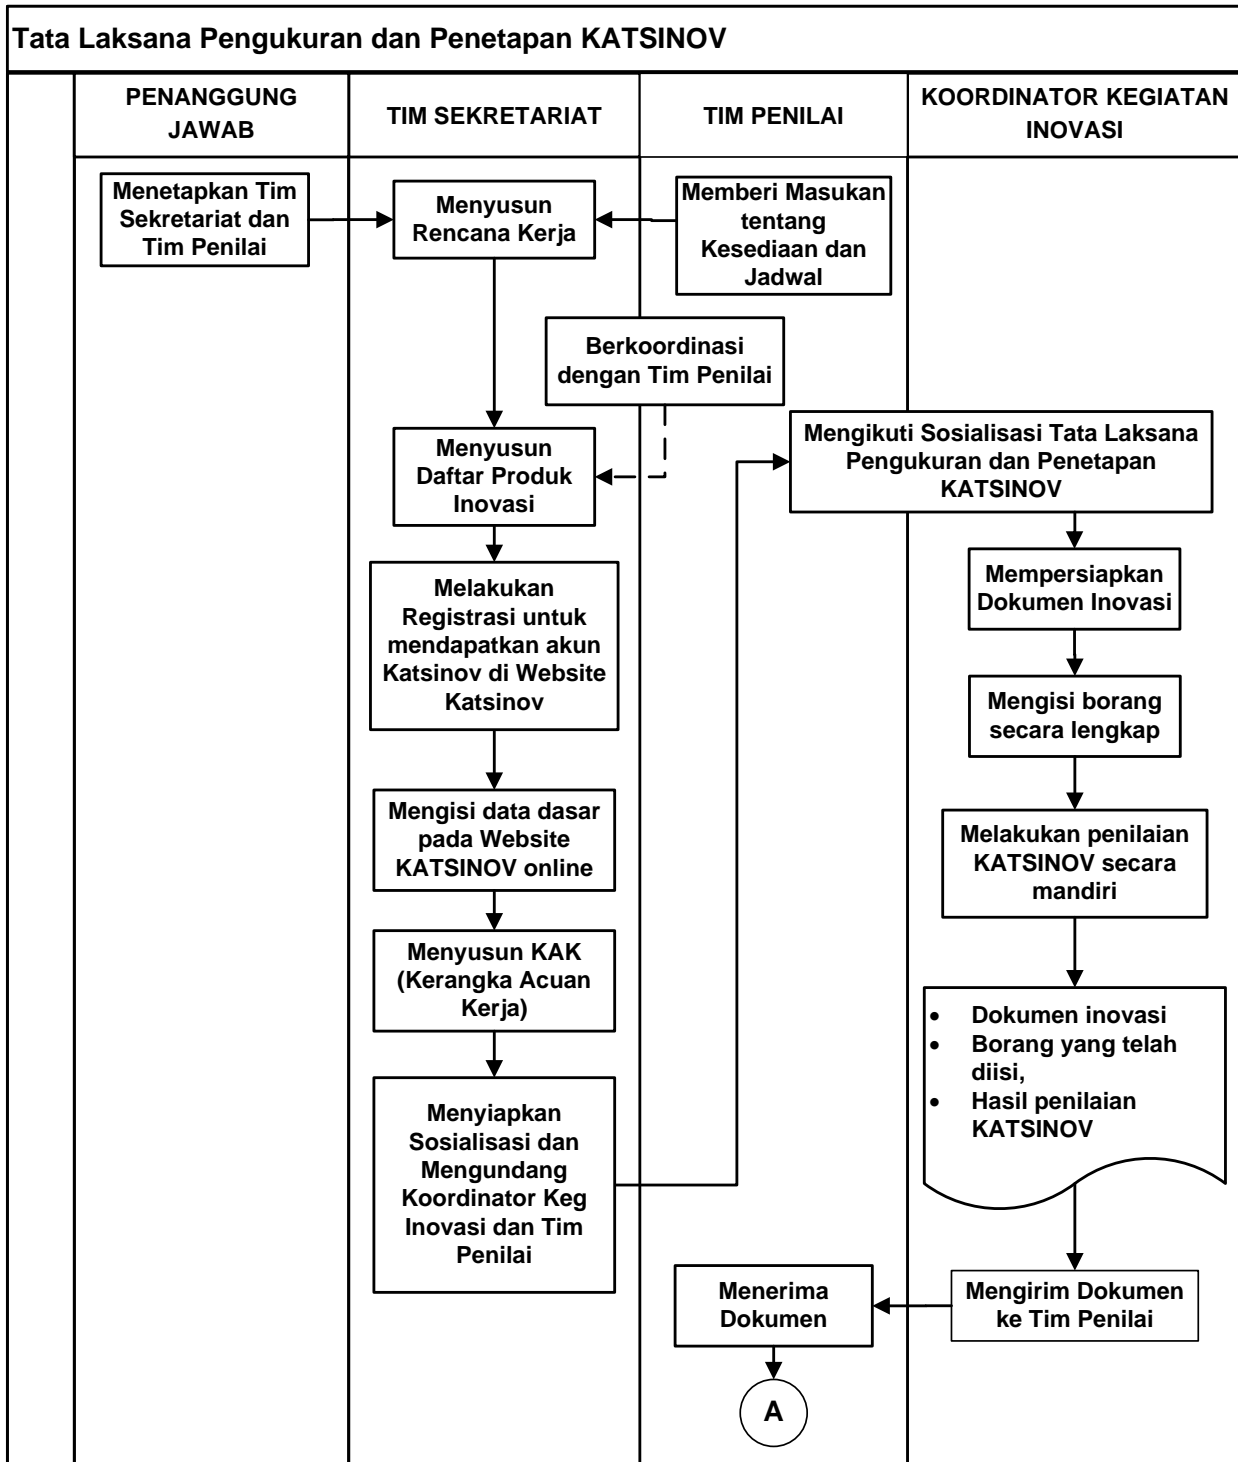 Tata Laksana Pengukuran dan Penetapan KATSINOV
PENANGGUNG
JAWAB
TIM SEKRETARIAT
TIM PENILAI
KOORDINATOR KEGIATAN
INOVASI
Menetapkan Tim
Sekretariat dan
Tim Penilai
Menyusun
Rencana Kerja
Memberi Masukan
tentang
Kesediaan dan
Jadwal
Berkoordinasi
dengan Tim Penilai
Menyusun
Daftar Produk
Inovasi
Mengikuti Sosialisasi Tata Laksana
Pengukuran dan Penetapan
KATSINOV
Melakukan
Registrasi untuk
mendapatkan akun
Katsinov di Website
Katsinov
Mempersiapkan
Dokumen Inovasi
Mengisi borang
secara lengkap
Mengisi data dasar
pada Website
KATSINOV online
Melakukan penilaian
KATSINOV secara
mandiri
Menyusun KAK
(Kerangka Acuan
Kerja)
• Dokumen inovasi
• Borang yang telah
diisi,
• Hasil penilaian
KATSINOV
Menyiapkan
Sosialisasi dan
Mengundang
Koordinator Keg
Inovasi dan Tim
Penilai
Menerima
Dokumen
Mengirim Dokumen
ke Tim Penilai
A